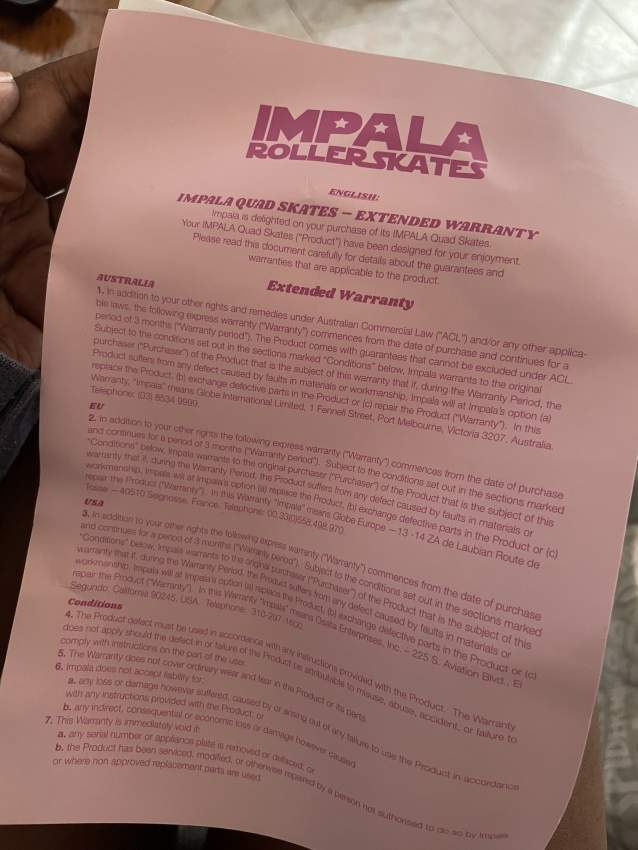 IMPALA
ROLLERSKATES
ENGLISH:
IMPALA QUAD SKATES – EXTENDED WARRANTY
Impala is delighted on your purchase of its IMPALA Quad Skates.
Your IMPALA Quad Skates ("Product") have been designed for your enjoyment.
Please read this document carefully for details about the guarantees and
warranties that are applicable to the product.
Extended Warranty
AUSTRALIA
1. In addition to your other rights and remedies under Australian Commercial Law ("ACL") and/or any other applica-
ble laws, the following express warranty ("Warranty") commences from the date of purchase and continues for a
period of 3 months ("Warranty period"). The Product comes with guarantees that cannot be excluded under ACL.
Subject to the conditions set out in the sections marked "Conditions" below, Impala warrants to the original
purchaser ("Purchaser") of the Product that is the subject of this warranty that if, during the Warranty Period, the
Product suffers from any defect caused by faults in materials or workmanship, Impala will at Impala's option (a)
replace the Product, (b) exchange defective parts in the Product or (c) repair the Product ("Warranty"). In this
Warranty, "Impala" means Globe International Limited, 1 Fennell Street, Port Melbourne, Victoria 3207, Australia.
Telephone: (03) 8534 9999.
EU
2. In addition to your other rights the following express warranty ("Warranty") commences from the date of purchase
and continues for a period of 3 months ("Warranty period"). Subject to the conditions set out in the sections marked
"Conditions" below, Impala warrants to the original purchaser ("Purchaser") of the Product that is the subject of this
warranty that if, during the Warranty Period, the Product suffers from any defect caused by faults in materials or
workmanship, Impala will at Impala's option (a) replace the Product, (b) exchange defective parts in the Product or (c)
repair the Product ("Warranty"). In this Warranty "Impala" means Globe Europe – 13 -14 ZA de Laubian Route de
Tosse – 40510 Seignosse, France. Telephone: 00.33(0)558.498.970.
USA
3. In addition to your other rights the following express warranty ("Warranty") commences from the date of purchase
and continues for a period of 3 months ("Warranty period"). Subject to the conditions set out in the sections marked
"Conditions" below, Impala warrants to the original purchaser ("Purchaser") of the Product that is the subject of this
warranty that if, during the Warranty Period, the Product suffers from any defect caused by faults in materials or
workmanship, Impala will at Impala's option (a) replace the Product, (b) exchange defective parts in the Product or (c)
repair the Product ("Warranty"). In this Warranty "Impala" means Osata Enterprises, Inc. – 225 S. Aviation Blvd., El
Segundo, California 90245, USA. Telephone: 310-297-1600.
Conditions
4. The Product defect must be used in accordance with any instructions provided with the Product. The Warranty
does not apply should the defect in or failure of the Product be attributable to misuse, abuse, accident, or failure to
comply with instructions on the part of the user.
5. The Warranty does not cover ordinary wear and tear in the Product or its parts.
6. Impala does not accept liability for:
a. any loss or damage however suffered, caused by or arising out of any failure to use the Product in accordance
with any instructions provided with the Product; or
b. any indirect, consequential or economic loss or damage however caused.
7. This Warranty is immediately void if:
a. any serial number or appliance plate is removed or defaced; or
b. the Product has been serviced, modified, or otherwise repaired by a person not authorised to do so by Impala
or where non approved replacement parts are used.